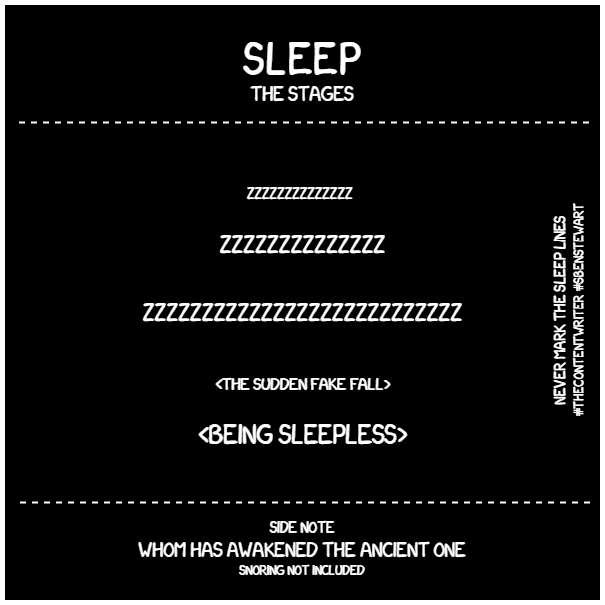 SLEEP
THE STAGES
ZZZZZZZZZZZZZZ
ZZZZZZZZZZZZZZ
ZZZZZZZZZZZZZZZZZZZZZZZZZZZ
<THE SUDDEN FAKE FALL>
<BEING SLEEPLESS>
NEVER MARK THE SLEEP LINES
#THECONTENTWRITER #SBENSTEWART
SIDE NOTE
WHOM HAS AWAKENED THE ANCIENT ONE
SNORING NOT INCLUDED